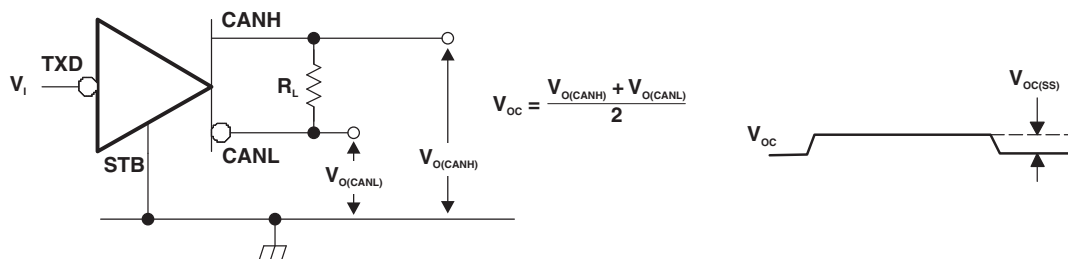 CANH
TXD
V_I
R_L
V_OC = (V_O(CANH) + V_O(CANL)) / 2
V_OC(SS)
V_OC
CANL
STB
V_O(CANL)
V_O(CANH)